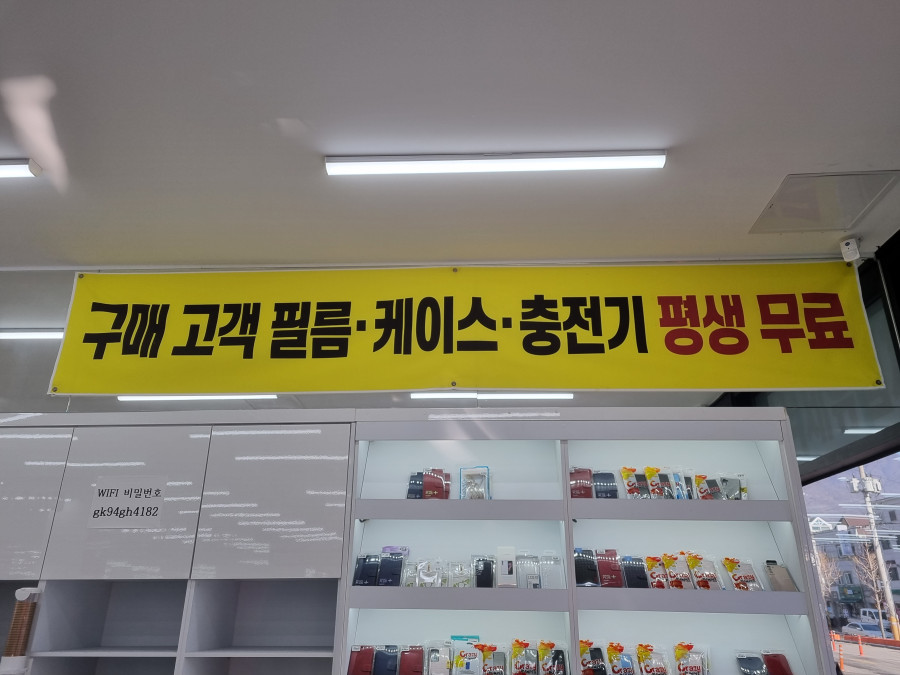 구매 고객 필름·케이스·충전기 평생 무료
WIFI 비밀번호
gk94gh4182
Crazy